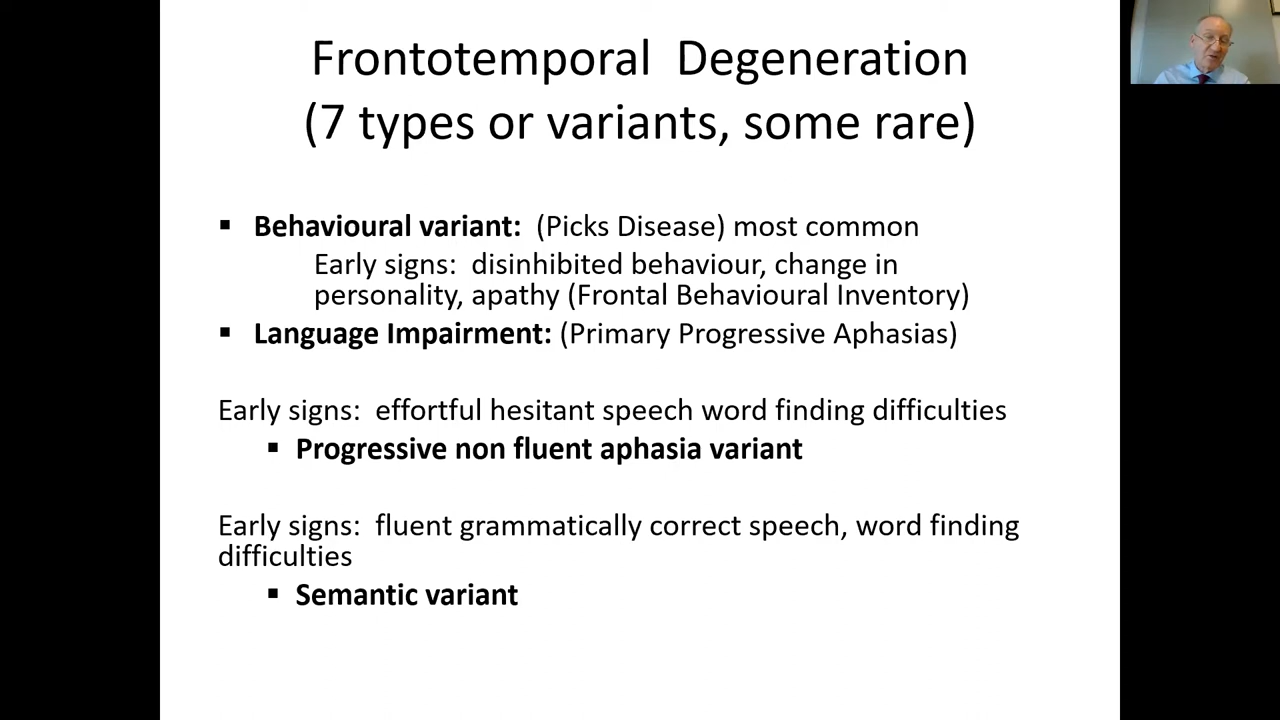 Frontotemporal Degeneration
(7 types or variants, some rare)
▪ Behavioural variant: (Picks Disease) most common
Early signs: disinhibited behaviour, change in
personality, apathy (Frontal Behavioural Inventory)
▪ Language Impairment: (Primary Progressive Aphasias)
Early signs: effortful hesitant speech word finding difficulties
▪ Progressive non fluent aphasia variant
Early signs: fluent grammatically correct speech, word finding
difficulties
▪ Semantic variant